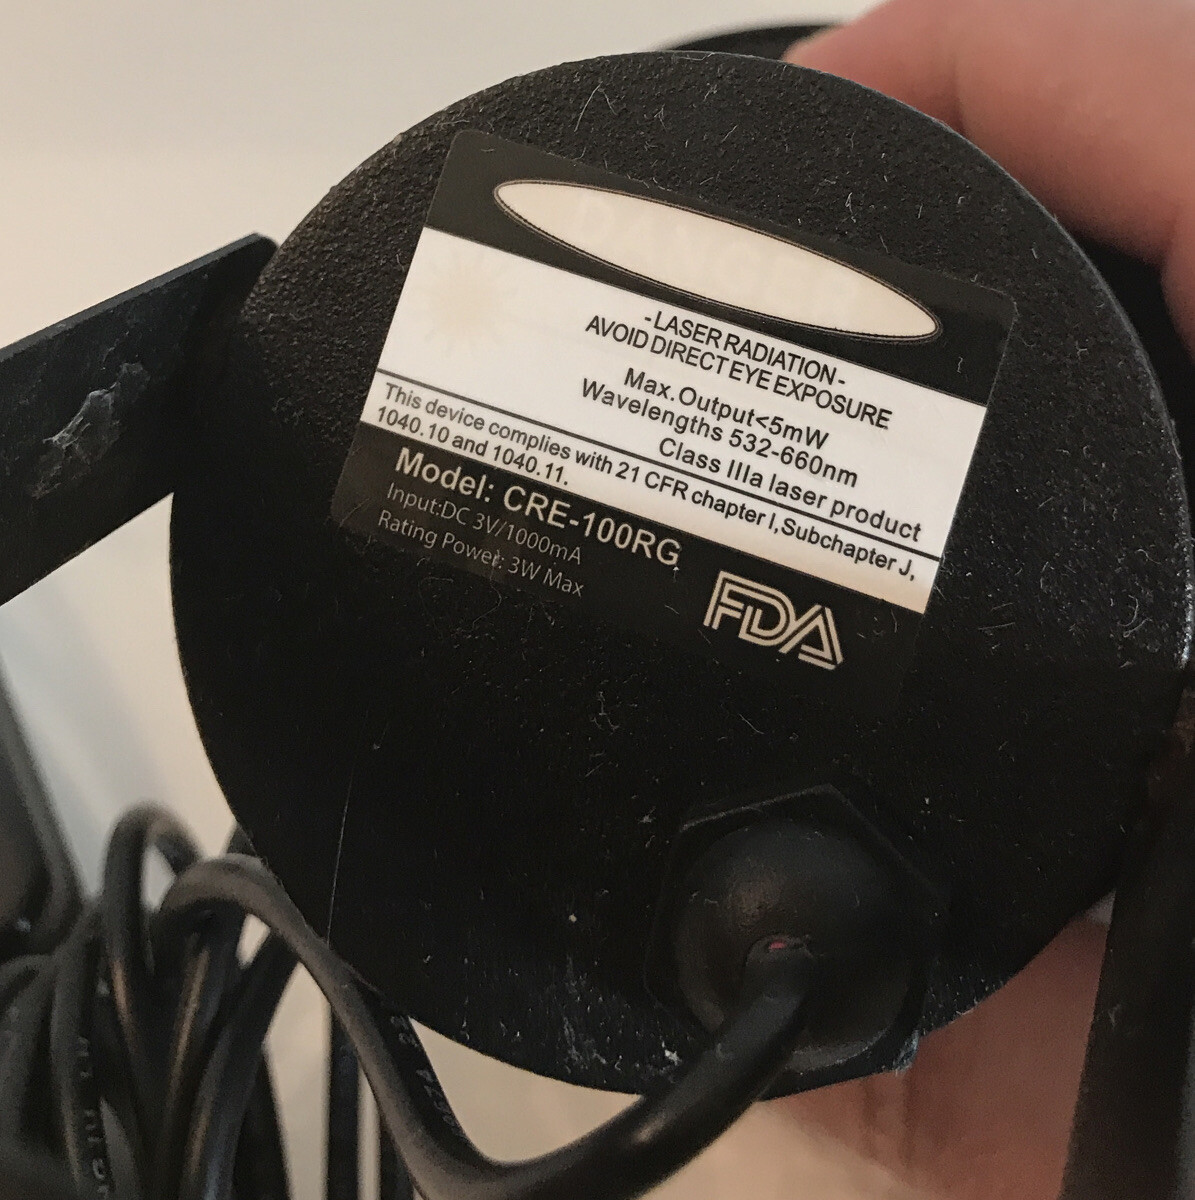 DANGER
- LASER RADIATION -
AVOID DIRECT EYE EXPOSURE
Max. Output<5mW
Wavelengths 532-660nm
Class IIIa laser product
This device complies with 21 CFR chapter I, Subchapter J,
1040.10 and 1040.11.
Model: CRE-100RG
Input:DC 3V/1000mA
Rating Power: 3W Max
FDA